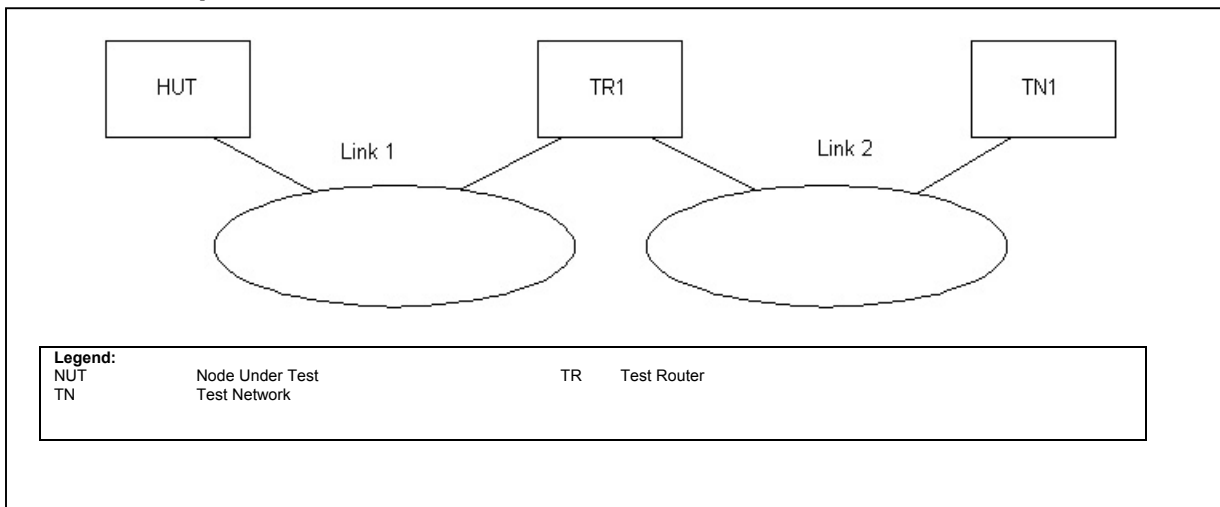 HUT
TR1
TN1
Link 1
Link 2
Legend:
NUT Node Under Test TR Test Router
TN Test Network